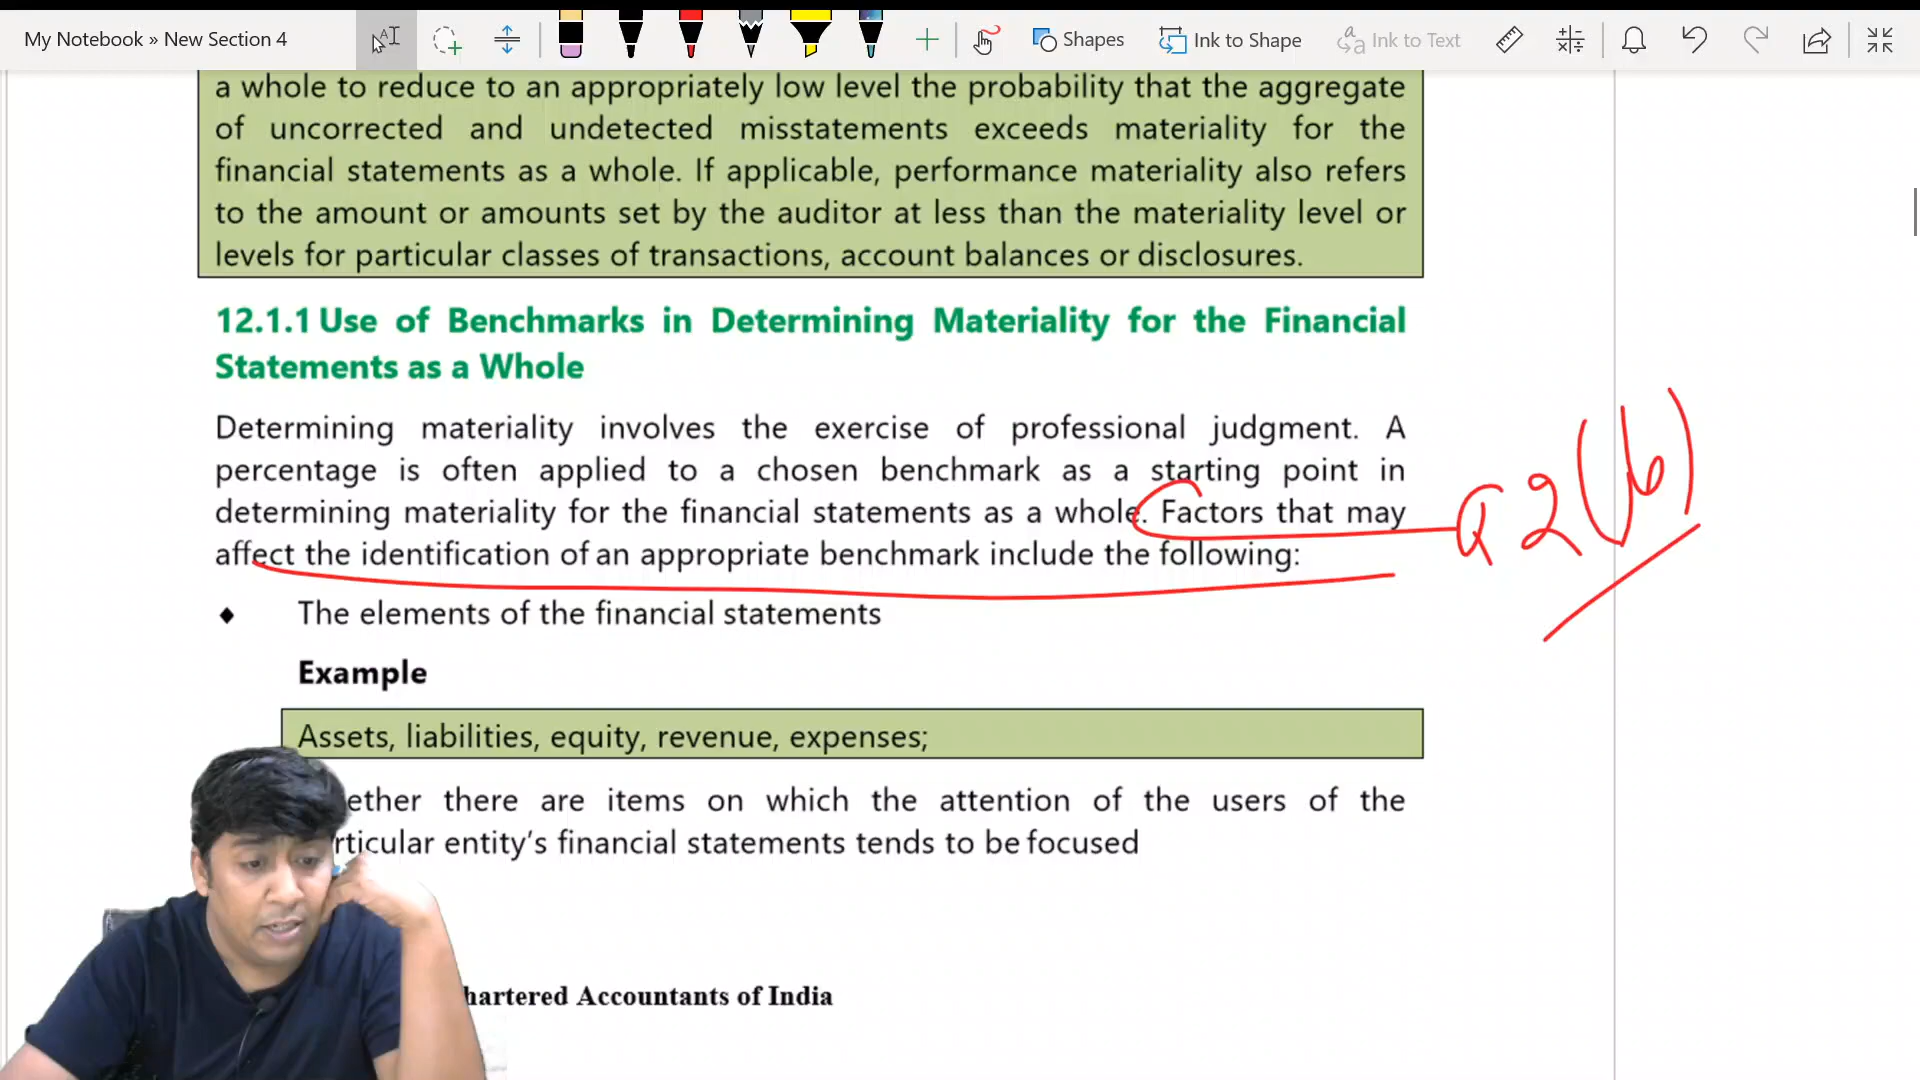 My Notebook » New Section 4
Shapes
Ink to Shape
Ink to Text
a whole to reduce to an appropriately low level the probability that the aggregate
of uncorrected and undetected misstatements exceeds materiality for the
financial statements as a whole. If applicable, performance materiality also refers
to the amount or amounts set by the auditor at less than the materiality level or
levels for particular classes of transactions, account balances or disclosures.
12.1.1 Use of Benchmarks in Determining Materiality for the Financial
Statements as a Whole
Determining materiality involves the exercise of professional judgment. A
percentage is often applied to a chosen benchmark as a starting point in
determining materiality for the financial statements as a whole. Factors that may
affect the identification of an appropriate benchmark include the following:
Q 2(b)
♦ The elements of the financial statements
Example
Assets, liabilities, equity, revenue, expenses;
ether there are items on which the attention of the users of the
rticular entity's financial statements tends to be focused
hartered Accountants of India